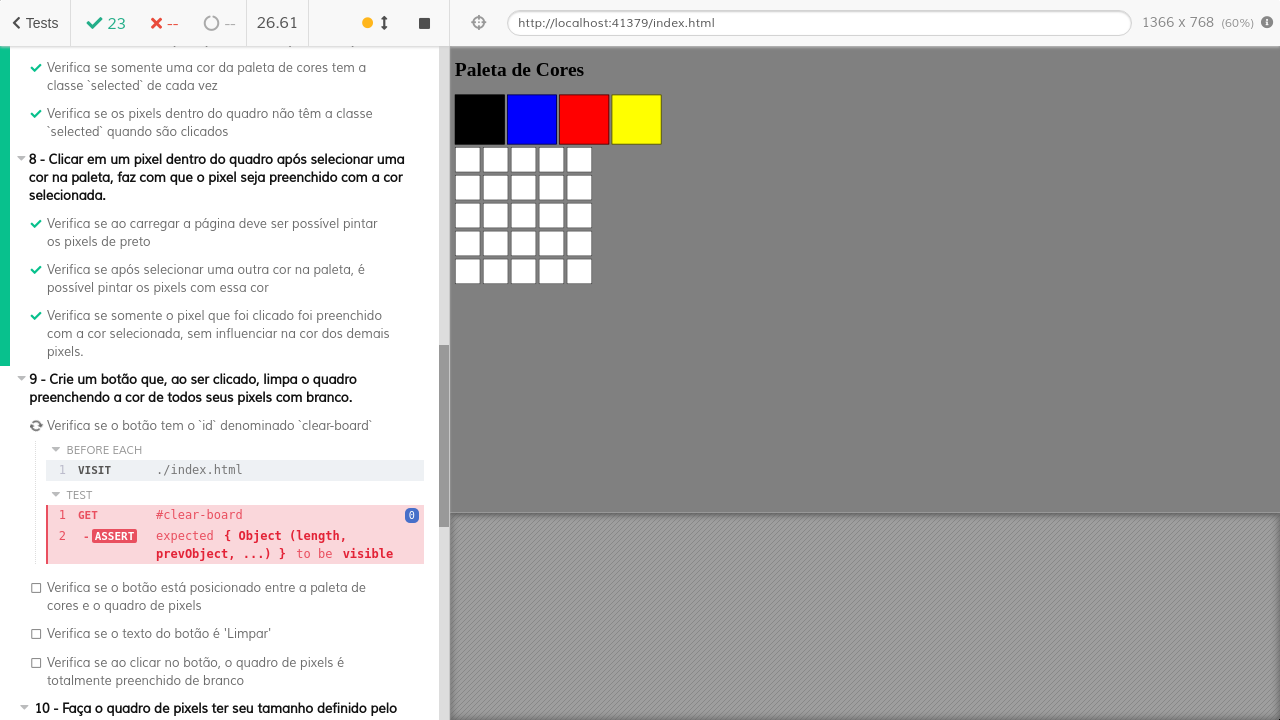 Tests
23
--
--
26.61
http://localhost:41379/index.html
1366 x 768 (60%)
Verifica se somente uma cor da paleta de cores tem a
classe `selected` de cada vez
Verifica se os pixels dentro do quadro não têm a classe
`selected` quando são clicados
8 - Clicar em um pixel dentro do quadro após selecionar uma
cor na paleta, faz com que o pixel seja preenchido com a cor
selecionada.
Verifica se ao carregar a página deve ser possível pintar
os pixels de preto
Verifica se após selecionar uma outra cor na paleta, é
possível pintar os pixels com essa cor
Verifica se somente o pixel que foi clicado foi preenchido
com a cor selecionada, sem influenciar na cor dos demais
pixels.
9 - Crie um botão que, ao ser clicado, limpa o quadro
preenchendo a cor de todos seus pixels com branco.
Verifica se o botão tem o `id` denominado `clear-board`
BEFORE EACH
1 VISIT ./index.html
TEST
1 GET #clear-board 0
2 -ASSERT expected { Object (length,
prevObject, ...) } to be visible
Verifica se o botão está posicionado entre a paleta de
cores e o quadro de pixels
Verifica se o texto do botão é 'Limpar'
Verifica se ao clicar no botão, o quadro de pixels é
totalmente preenchido de branco
10 - Faça o quadro de pixels ter seu tamanho definido pelo
Paleta de Cores